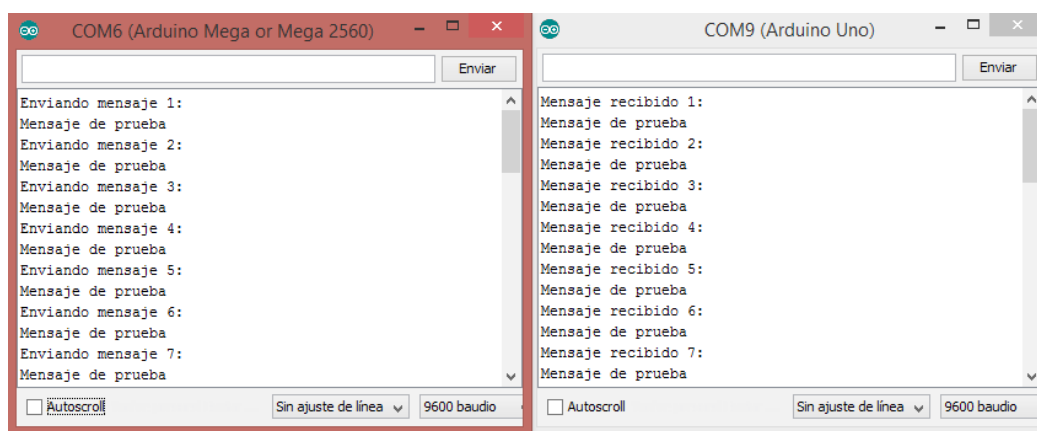 COM6 (Arduino Mega or Mega 2560)
Enviar
Enviando mensaje 1:
Mensaje de prueba
Enviando mensaje 2:
Mensaje de prueba
Enviando mensaje 3:
Mensaje de prueba
Enviando mensaje 4:
Mensaje de prueba
Enviando mensaje 5:
Mensaje de prueba
Enviando mensaje 6:
Mensaje de prueba
Enviando mensaje 7:
Mensaje de prueba
Autoscroll Sin ajuste de línea 9600 baudio
COM9 (Arduino Uno)
Enviar
Mensaje recibido 1:
Mensaje de prueba
Mensaje recibido 2:
Mensaje de prueba
Mensaje recibido 3:
Mensaje de prueba
Mensaje recibido 4:
Mensaje de prueba
Mensaje recibido 5:
Mensaje de prueba
Mensaje recibido 6:
Mensaje de prueba
Mensaje recibido 7:
Mensaje de prueba
Autoscroll Sin ajuste de línea 9600 baudio